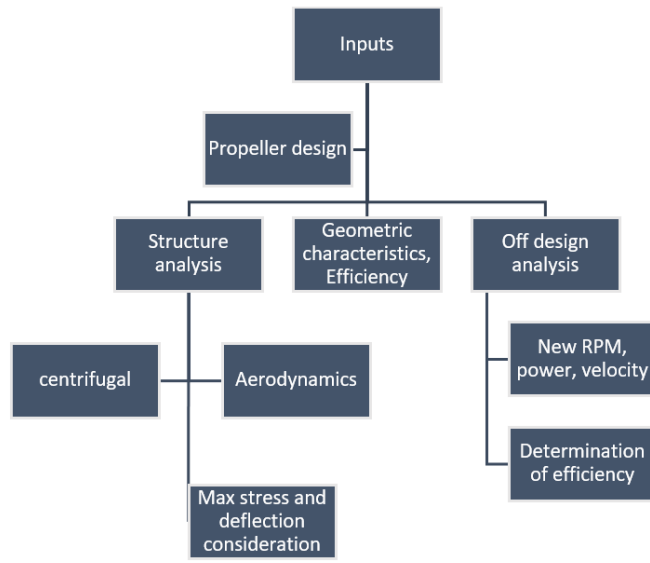 Inputs
Propeller design
Structure
analysis
Geometric
characteristics,
Efficiency
Off design
analysis
centrifugal
Aerodynamics
New RPM,
power, velocity
Max stress and
deflection
consideration
Determination
of efficiency